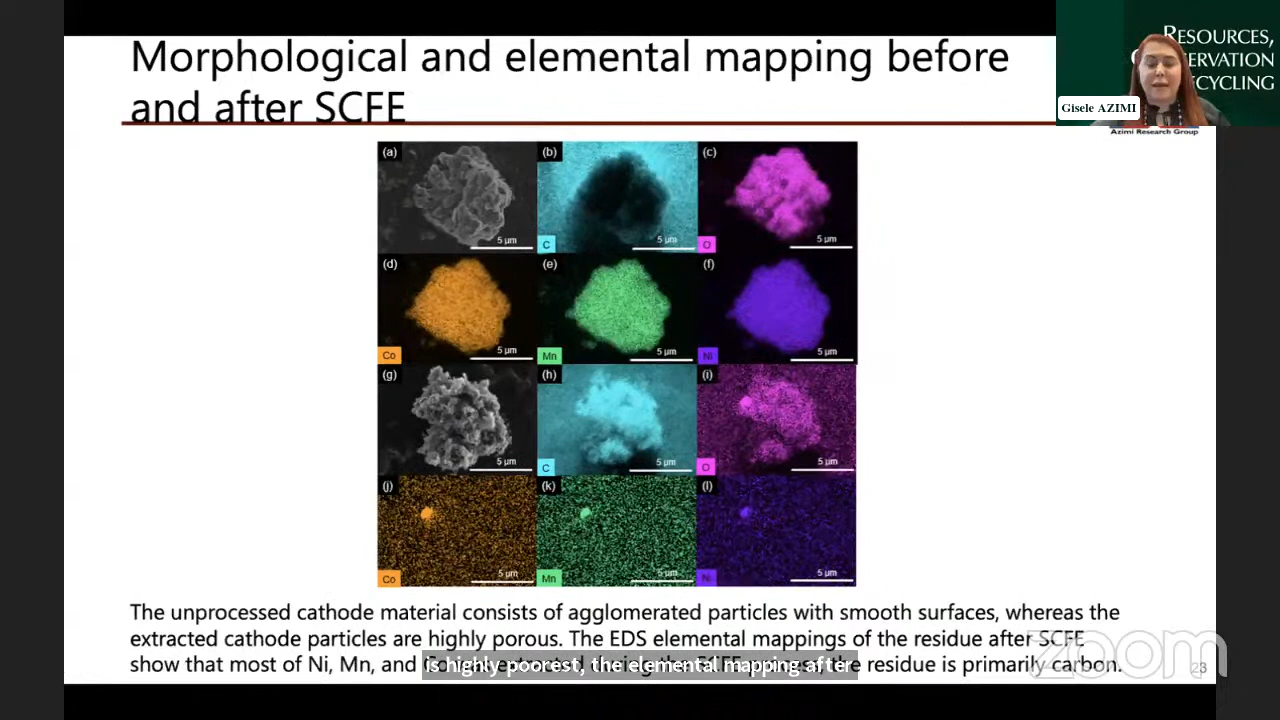 Morphological and elemental mapping before
and after SCFE
RESOURCES,
RVATION
ECYCLING
Gisele AZIMI
Azimi Research Group
(a)
5 µm
(b)
C
5 µm
(c)
O
5 µm
(d)
Co
5 µm
(e)
Mn
5 µm
(f)
Ni
5 µm
(g)
5 µm
(h)
C
5 µm
(i)
O
5 µm
(j)
Co
5 µm
(k)
Mn
5 µm
(l)
Ni
5 µm
The unprocessed cathode material consists of agglomerated particles with smooth surfaces, whereas the
extracted cathode particles are highly porous. The EDS elemental mappings of the residue after SCFE
show that most of Ni, Mn, and the residue is primarily carbon.
is highly poorest, the elemental mapping after
zoom
23